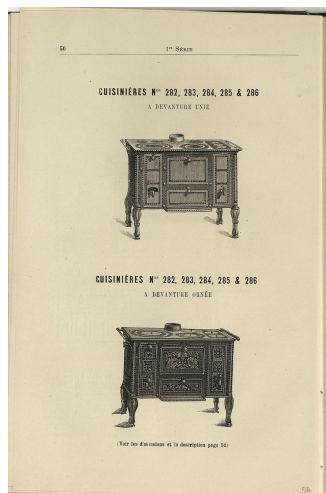 50
1re Série
CUISINIÈRES Nos 282, 283, 284, 285 & 286
A DEVANTURE UNIE
CUISINIÈRES Nos 282, 283, 284, 285 & 286
A DEVANTURE ORNÉE
(Voir les dimensions et la description page 56)
54